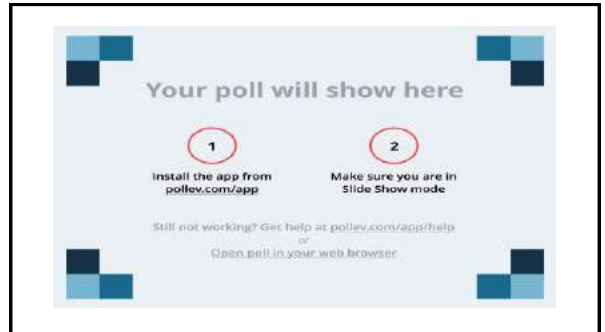 Your poll will show here
1
2
Install the app from
pollev.com/app
Make sure you are in
Slide Show mode
Still not working? Get help at pollev.com/app/help
or
Open poll in your web browser